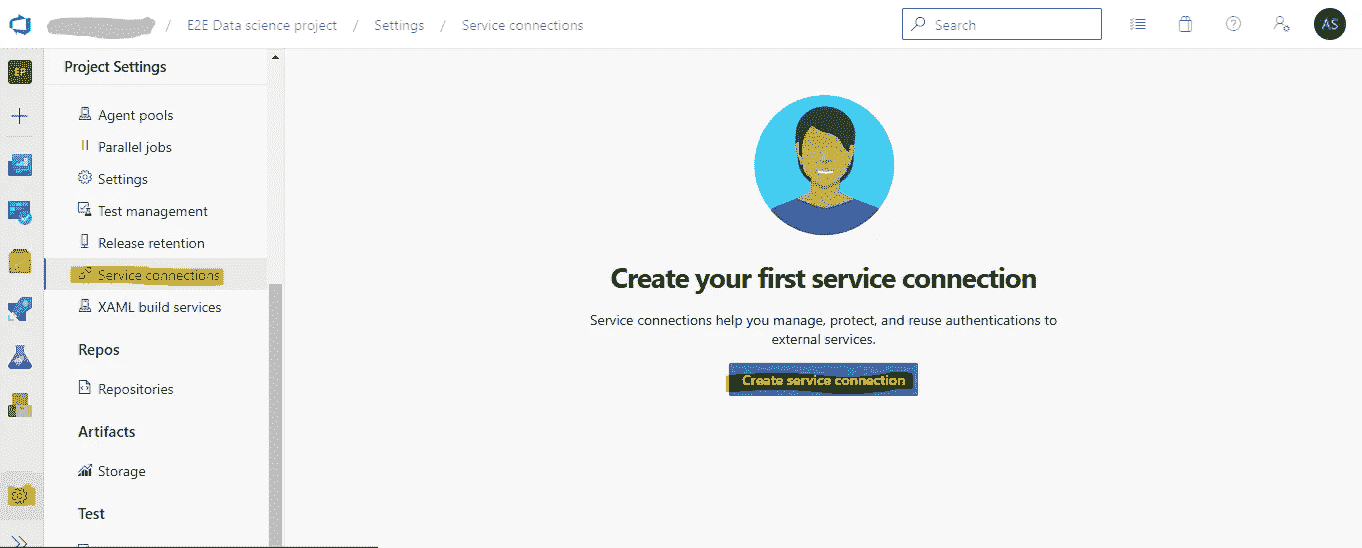 / E2E Data science project / Settings / Service connections
Search
AS
EP
Project Settings
Agent pools
Parallel jobs
Settings
Test management
Release retention
Service connections
XAML build services
Repos
Repositories
Artifacts
Storage
Test
Create your first service connection
Service connections help you manage, protect, and reuse authentications to
external services.
Create service connection